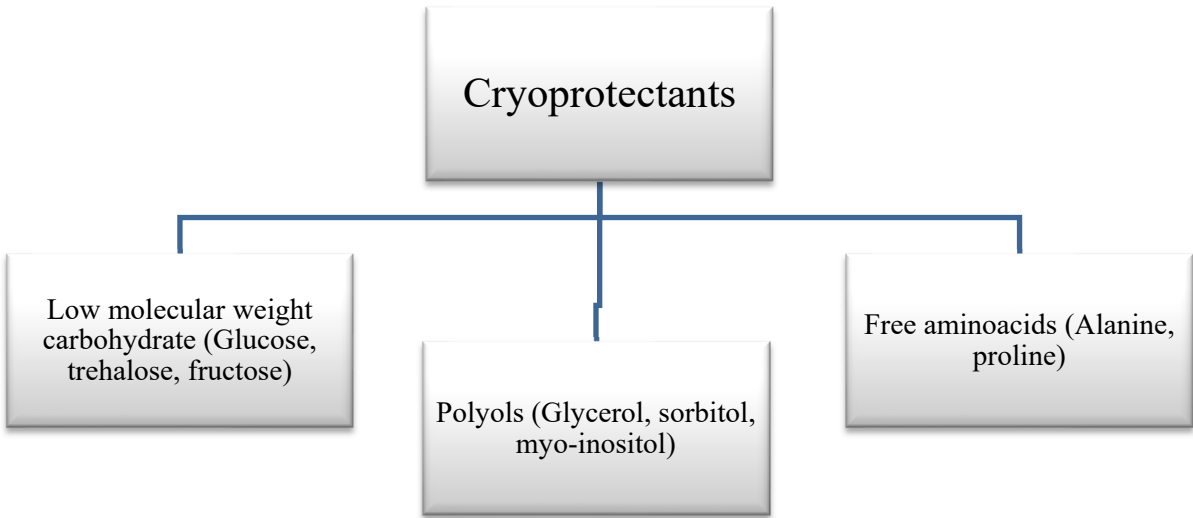 Cryoprotectants
Low molecular weight
carbohydrate (Glucose,
trehalose, fructose)
Polyols (Glycerol, sorbitol,
myo-inositol)
Free aminoacids (Alanine,
proline)